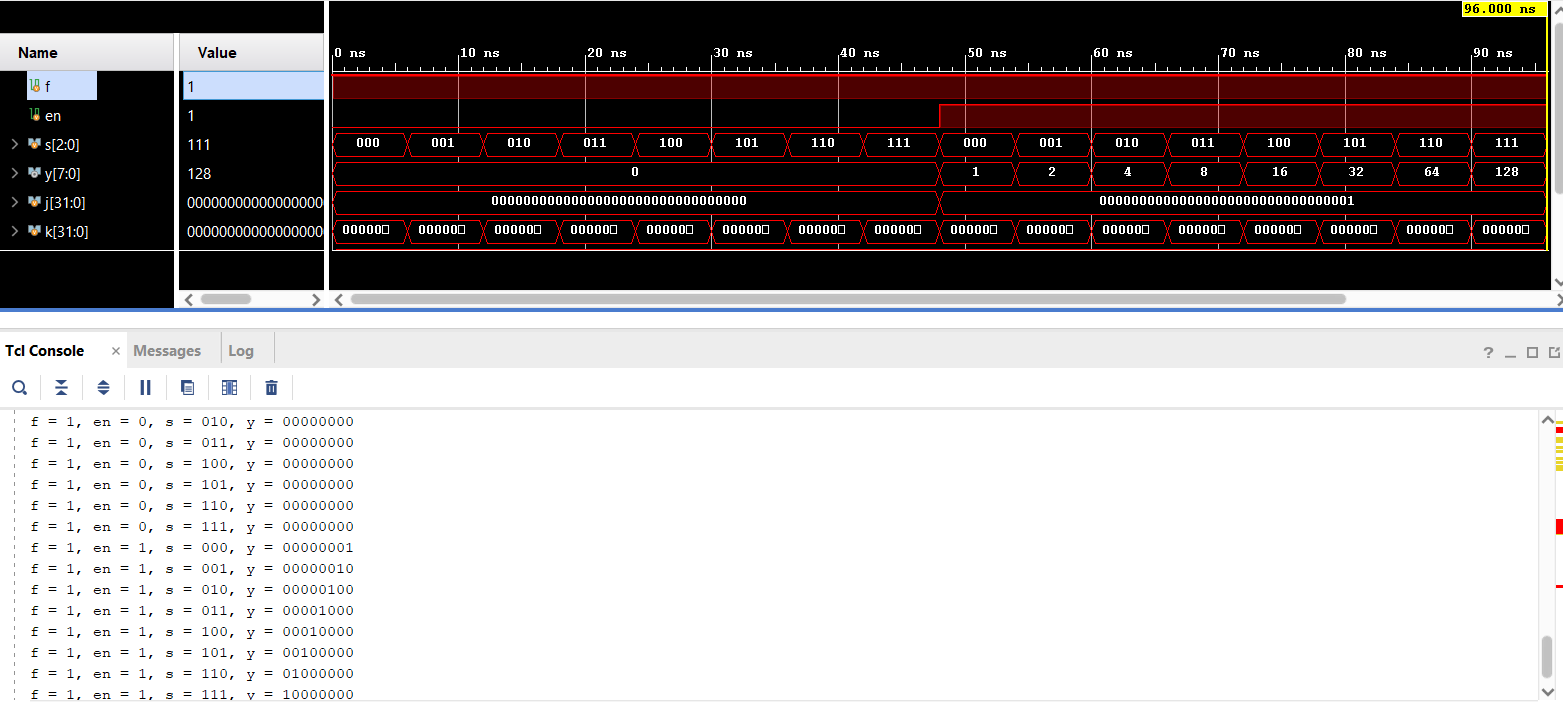 96.000 ns
Name Value
0 ns 10 ns 20 ns 30 ns 40 ns 50 ns 60 ns 70 ns 80 ns 90 ns
f 1
en 1
s[2:0] 111 000 001 010 011 100 101 110 111 000 001 010 011 100 101 110 111
y[7:0] 128 0 1 2 4 8 16 32 64 128
j[31:0] 00000000000000000 00000000000000000000000000000000 00000000000000000000000000000001
k[31:0] 00000000000000000 00000 00000 00000 00000 00000 00000 00000 00000 00000 00000 00000 00000 00000 00000 00000 00000
Tcl Console × Messages Log
f = 1, en = 0, s = 010, y = 00000000
f = 1, en = 0, s = 011, y = 00000000
f = 1, en = 0, s = 100, y = 00000000
f = 1, en = 0, s = 101, y = 00000000
f = 1, en = 0, s = 110, y = 00000000
f = 1, en = 0, s = 111, y = 00000000
f = 1, en = 1, s = 000, y = 00000001
f = 1, en = 1, s = 001, y = 00000010
f = 1, en = 1, s = 010, y = 00000100
f = 1, en = 1, s = 011, y = 00001000
f = 1, en = 1, s = 100, y = 00010000
f = 1, en = 1, s = 101, y = 00100000
f = 1, en = 1, s = 110, y = 01000000
f = 1, en = 1, s = 111, y = 10000000